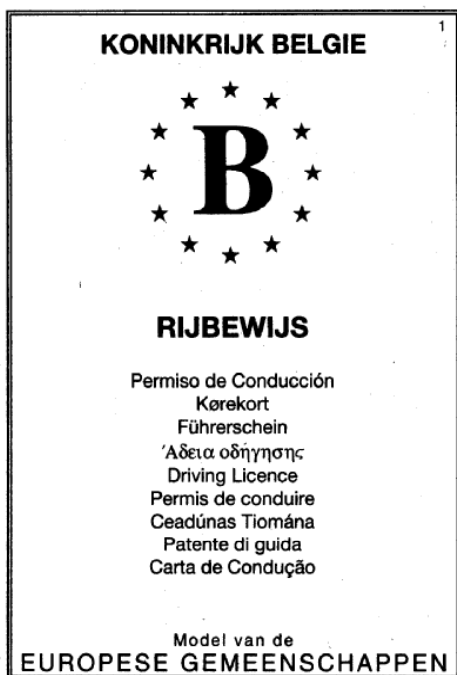 1
KONINKRIJK BELGIE
B
RIJBEWIJS
Permiso de Conducción
Kørekort
Führerschein
Άδεια οδήγησης
Driving Licence
Permis de conduire
Ceadúnas Tiomána
Patente di guida
Carta de Condução
Model van de
EUROPESE GEMEENSCHAPPEN